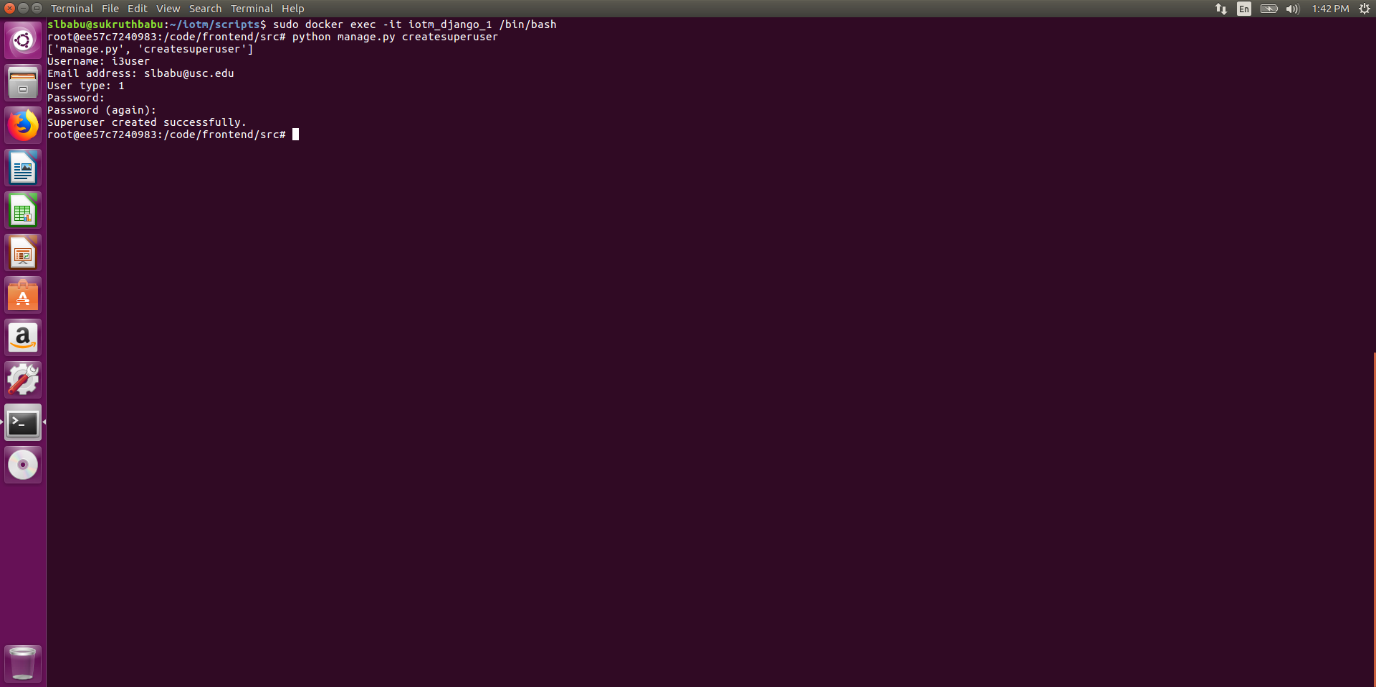 Terminal File Edit View Search Terminal Help
En
1:42 PM
slbabu@sukruthbabu:~/iotm/scripts$ sudo docker exec -it iotm_django_1 /bin/bash
root@ee57c7240983:/code/frontend/src# python manage.py createsuperuser
['manage.py', 'createsuperuser']
Username: i3user
Email address: slbabu@usc.edu
User type: 1
Password:
Password (again):
Superuser created successfully.
root@ee57c7240983:/code/frontend/src#
A
a
>_